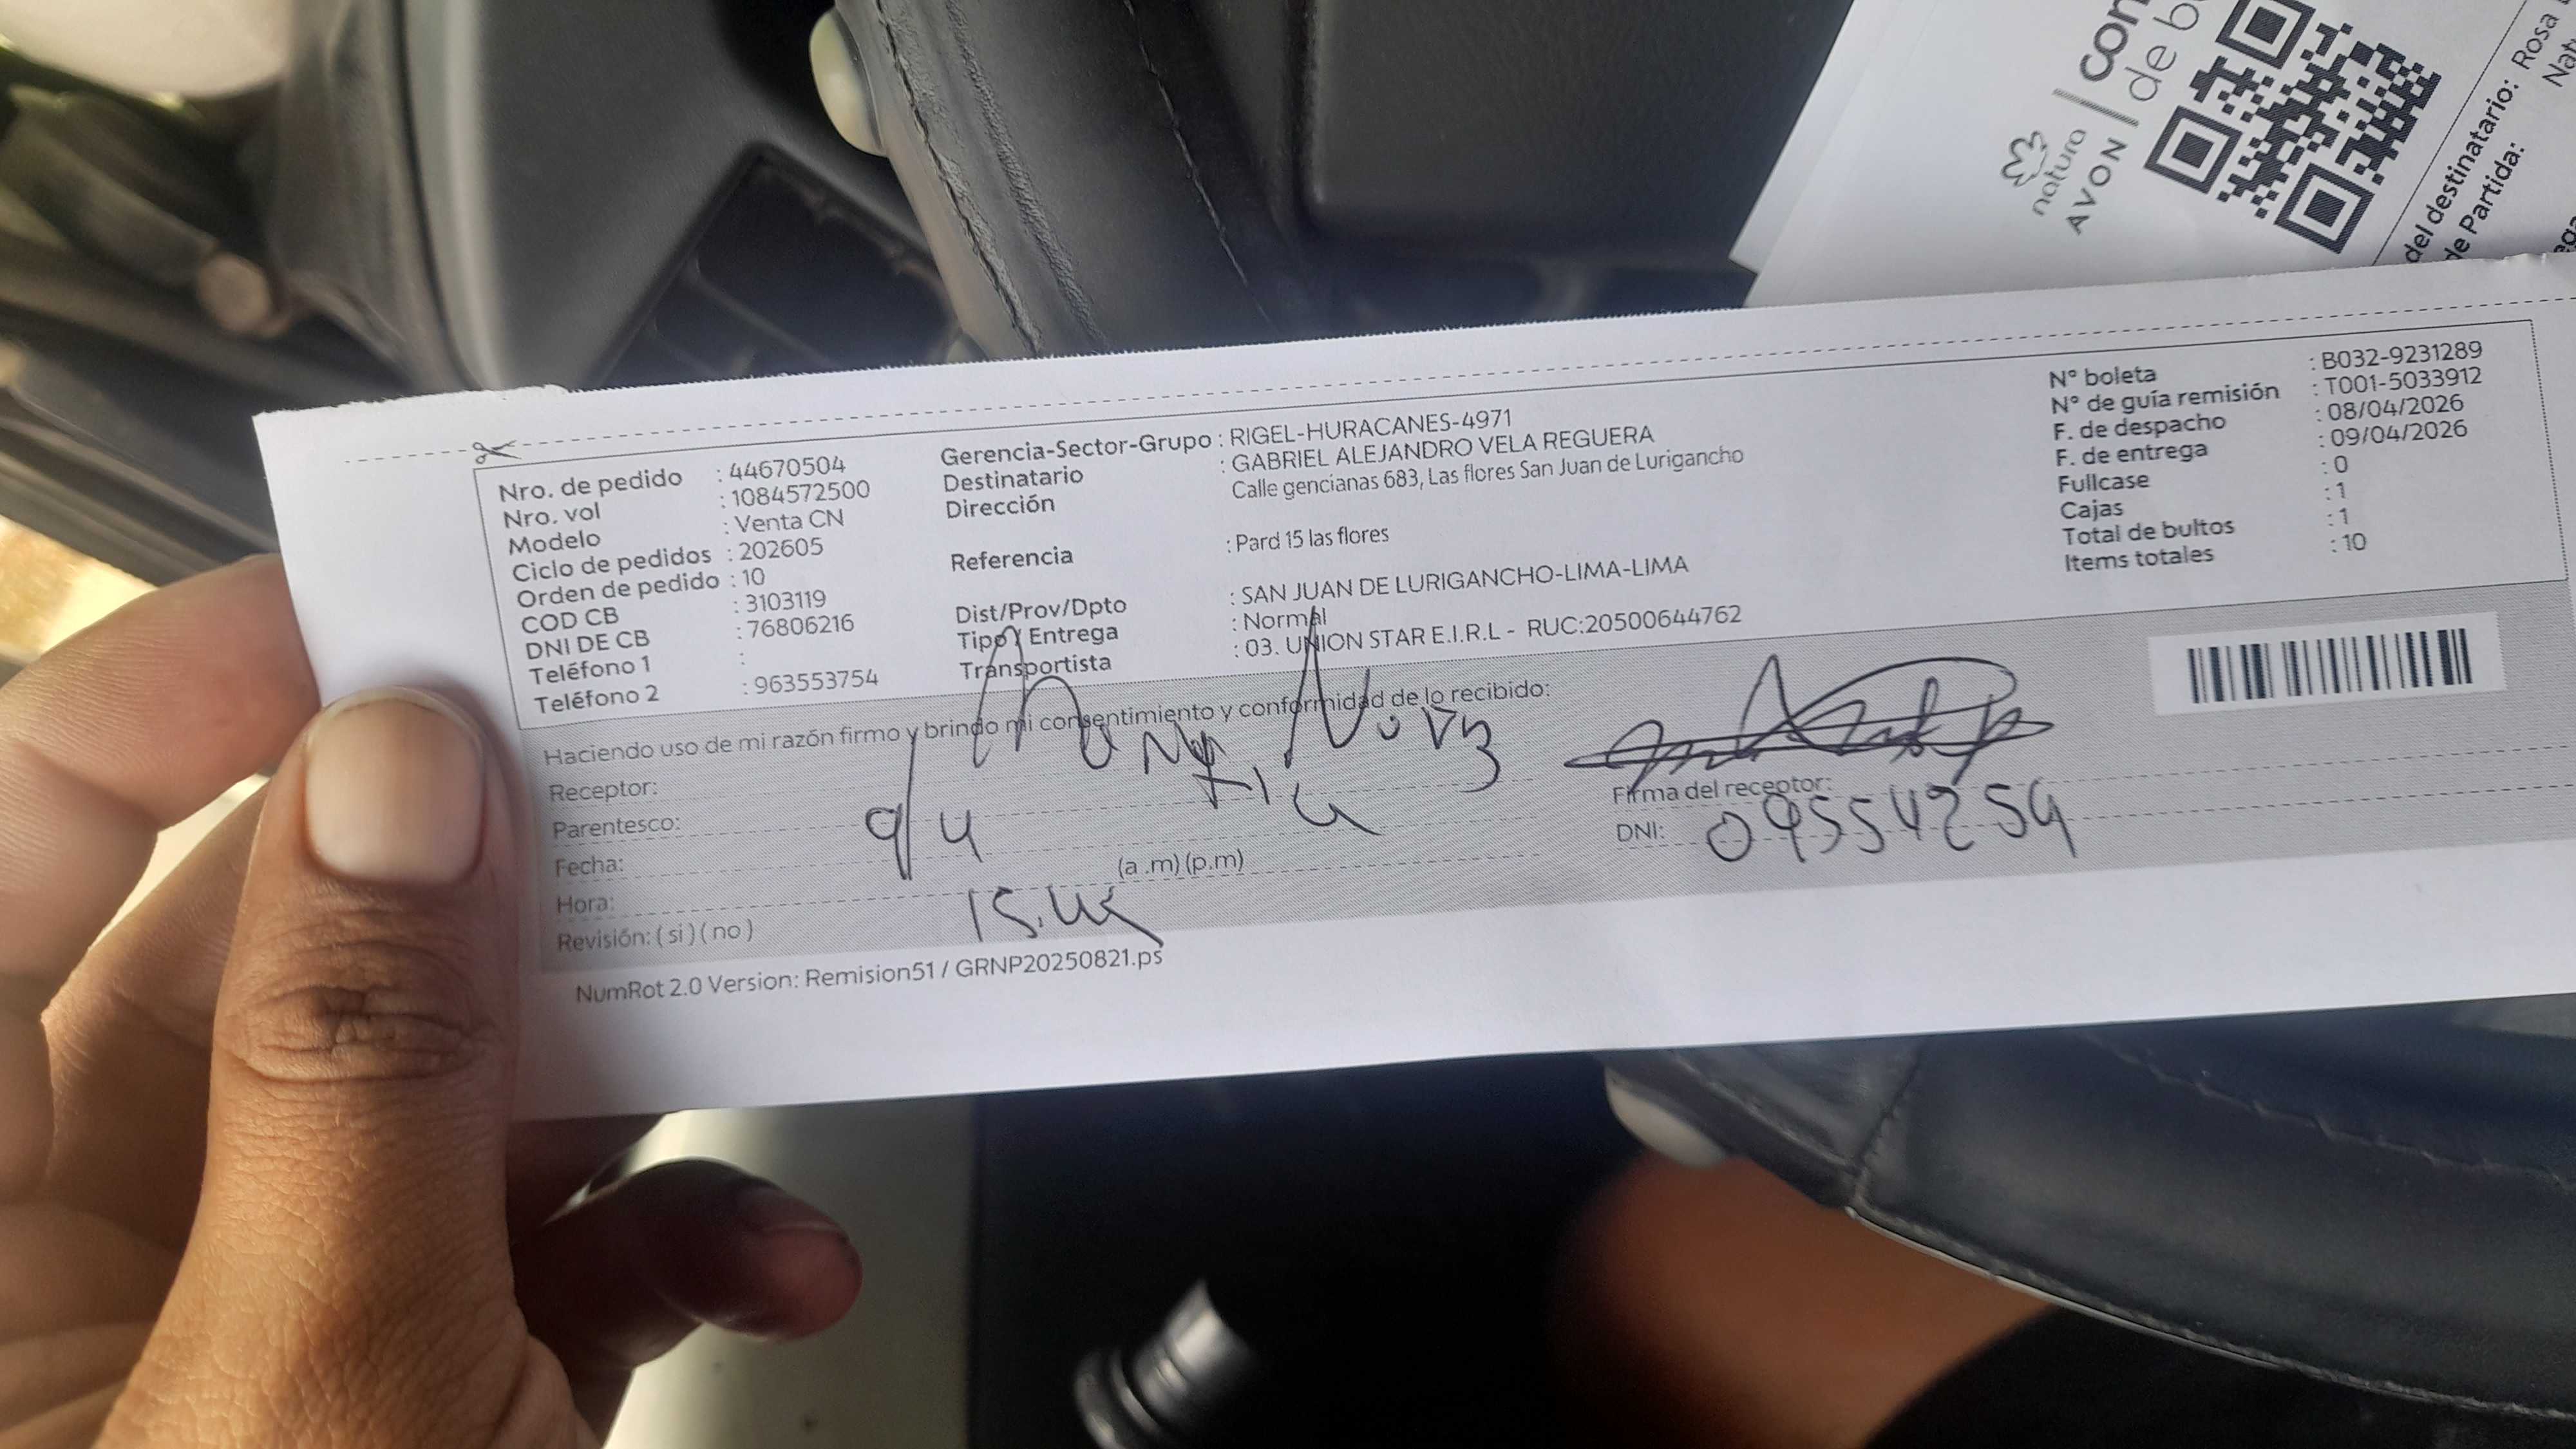 natura
AVON
con
de b
del destinatario: Rosa
de Partida: Nat
Nro. de pedido : 44670504
Nro. vol : 1084572500
Modelo : Venta CN
Ciclo de pedidos : 202605
Orden de pedido : 10
COD CB : 3103119
DNI DE CB : 76806216
Teléfono 1 :
Teléfono 2 : 963553754
Gerencia-Sector-Grupo : RIGEL-HURACANES-4971
Destinatario : GABRIEL ALEJANDRO VELA REGUERA
Dirección Calle gencianas 683, Las flores San Juan de Lurigancho
Referencia : Pard 15 las flores
Dist/Prov/Dpto : SAN JUAN DE LURIGANCHO-LIMA-LIMA
Tipo Entrega : Normal
Transportista : 03. UNION STAR E.I.R.L - RUC:20500644762
N° boleta : B032-9231289
N° de guía remisión : T001-5033912
F. de despacho : 08/04/2026
F. de entrega : 09/04/2026
Fullcase : 0
Cajas : 1
Total de bultos : 1
Items totales : 10
Haciendo uso de mi razón firmo y brindo mi consentimiento y conformidad de lo recibido:
Receptor:
Parentesco:
Fecha: 9/4
Hora: (a .m) (p.m)
Revisión: ( si ) ( no )
Firma del receptor:
DNI: 09554254
NumRot 2.0 Version: Remision51 / GRNP20250821.ps